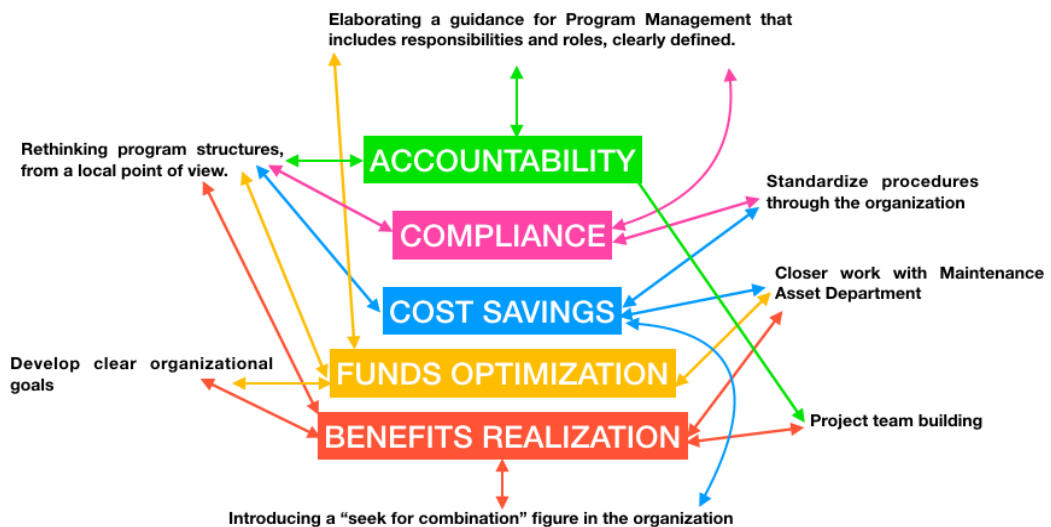 Elaborating a guidance for Program Management that
includes responsibilities and roles, clearly defined.
Rethinking program structures,
from a local point of view.
ACCOUNTABILITY
Standardize procedures
through the organization
COMPLIANCE
Closer work with Maintenance
Asset Department
COST SAVINGS
Develop clear organizational
goals
FUNDS OPTIMIZATION
BENEFITS REALIZATION
Project team building
Introducing a “seek for combination” figure in the organization